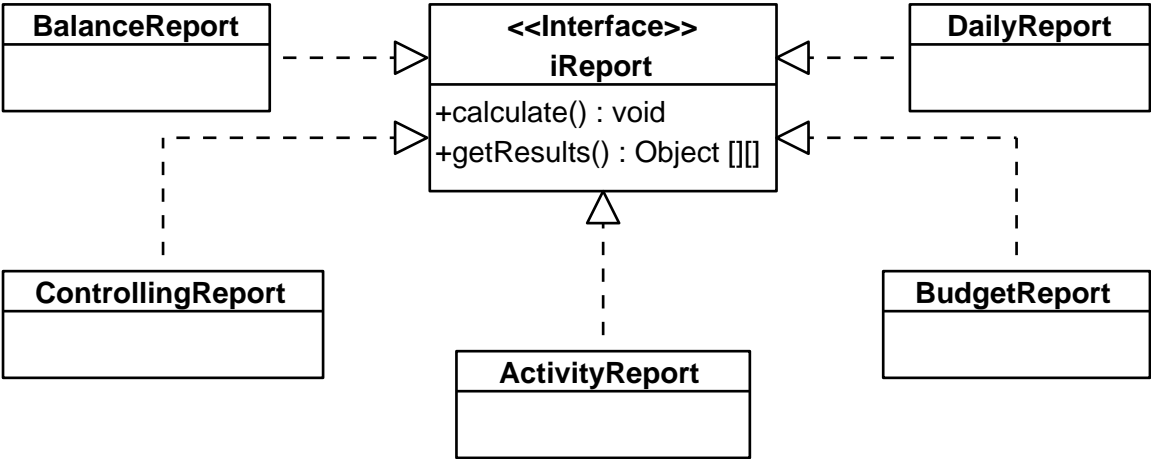 BalanceReport
<<Interface>>
iReport
+calculate() : void
+getResults() : Object [][]
DailyReport
ControllingReport
ActivityReport
BudgetReport